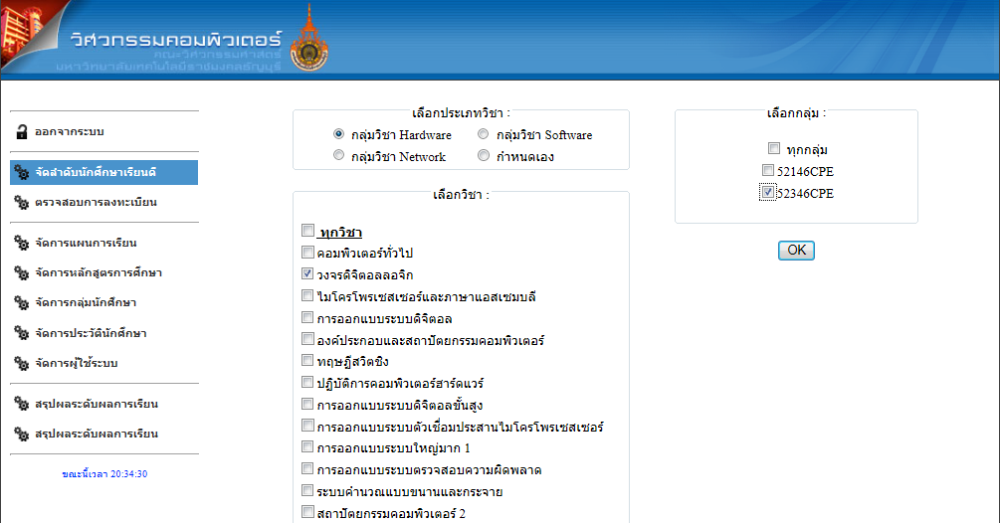 วิศวกรรมคอมพิวเตอร์
คณะวิศวกรรมศาสตร์
มหาวิทยาลัยเทคโนโลยีราชมงคลธัญบุรี
ออกจากระบบ
จัดลำดับนักศึกษาเรียนดี
ตรวจสอบการลงทะเบียน
จัดการแผนการเรียน
จัดการหลักสูตรการศึกษา
จัดการกลุ่มนักศึกษา
จัดการประวัตินักศึกษา
จัดการผู้ใช้ระบบ
สรุปผลระดับผลการเรียน
สรุปผลระดับผลการเรียน
ขณะนี้เวลา 20:34:30
เลือกประเภทวิชา :
กลุ่มวิชา Hardware กลุ่มวิชา Software
กลุ่มวิชา Network กำหนดเอง
เลือกวิชา :
ทุกวิชา
คอมพิวเตอร์ทั่วไป
วงจรดิจิตอลลอจิก
ไมโครโพรเซสเซอร์และภาษาแอสเซมบลี
การออกแบบระบบดิจิตอล
องค์ประกอบและสถาปัตยกรรมคอมพิวเตอร์
ทฤษฎีสวิตชิง
ปฏิบัติการคอมพิวเตอร์ฮาร์ดแวร์
การออกแบบระบบดิจิตอลขั้นสูง
การออกแบบระบบตัวเชื่อมประสานไมโครโพรเซสเซอร์
การออกแบบระบบใหญ่มาก 1
การออกแบบระบบตรวจสอบความผิดพลาด
ระบบคำนวณแบบขนานและกระจาย
สถาปัตยกรรมคอมพิวเตอร์ 2
เลือกกลุ่ม :
ทุกกลุ่ม
52146CPE
52346CPE
OK